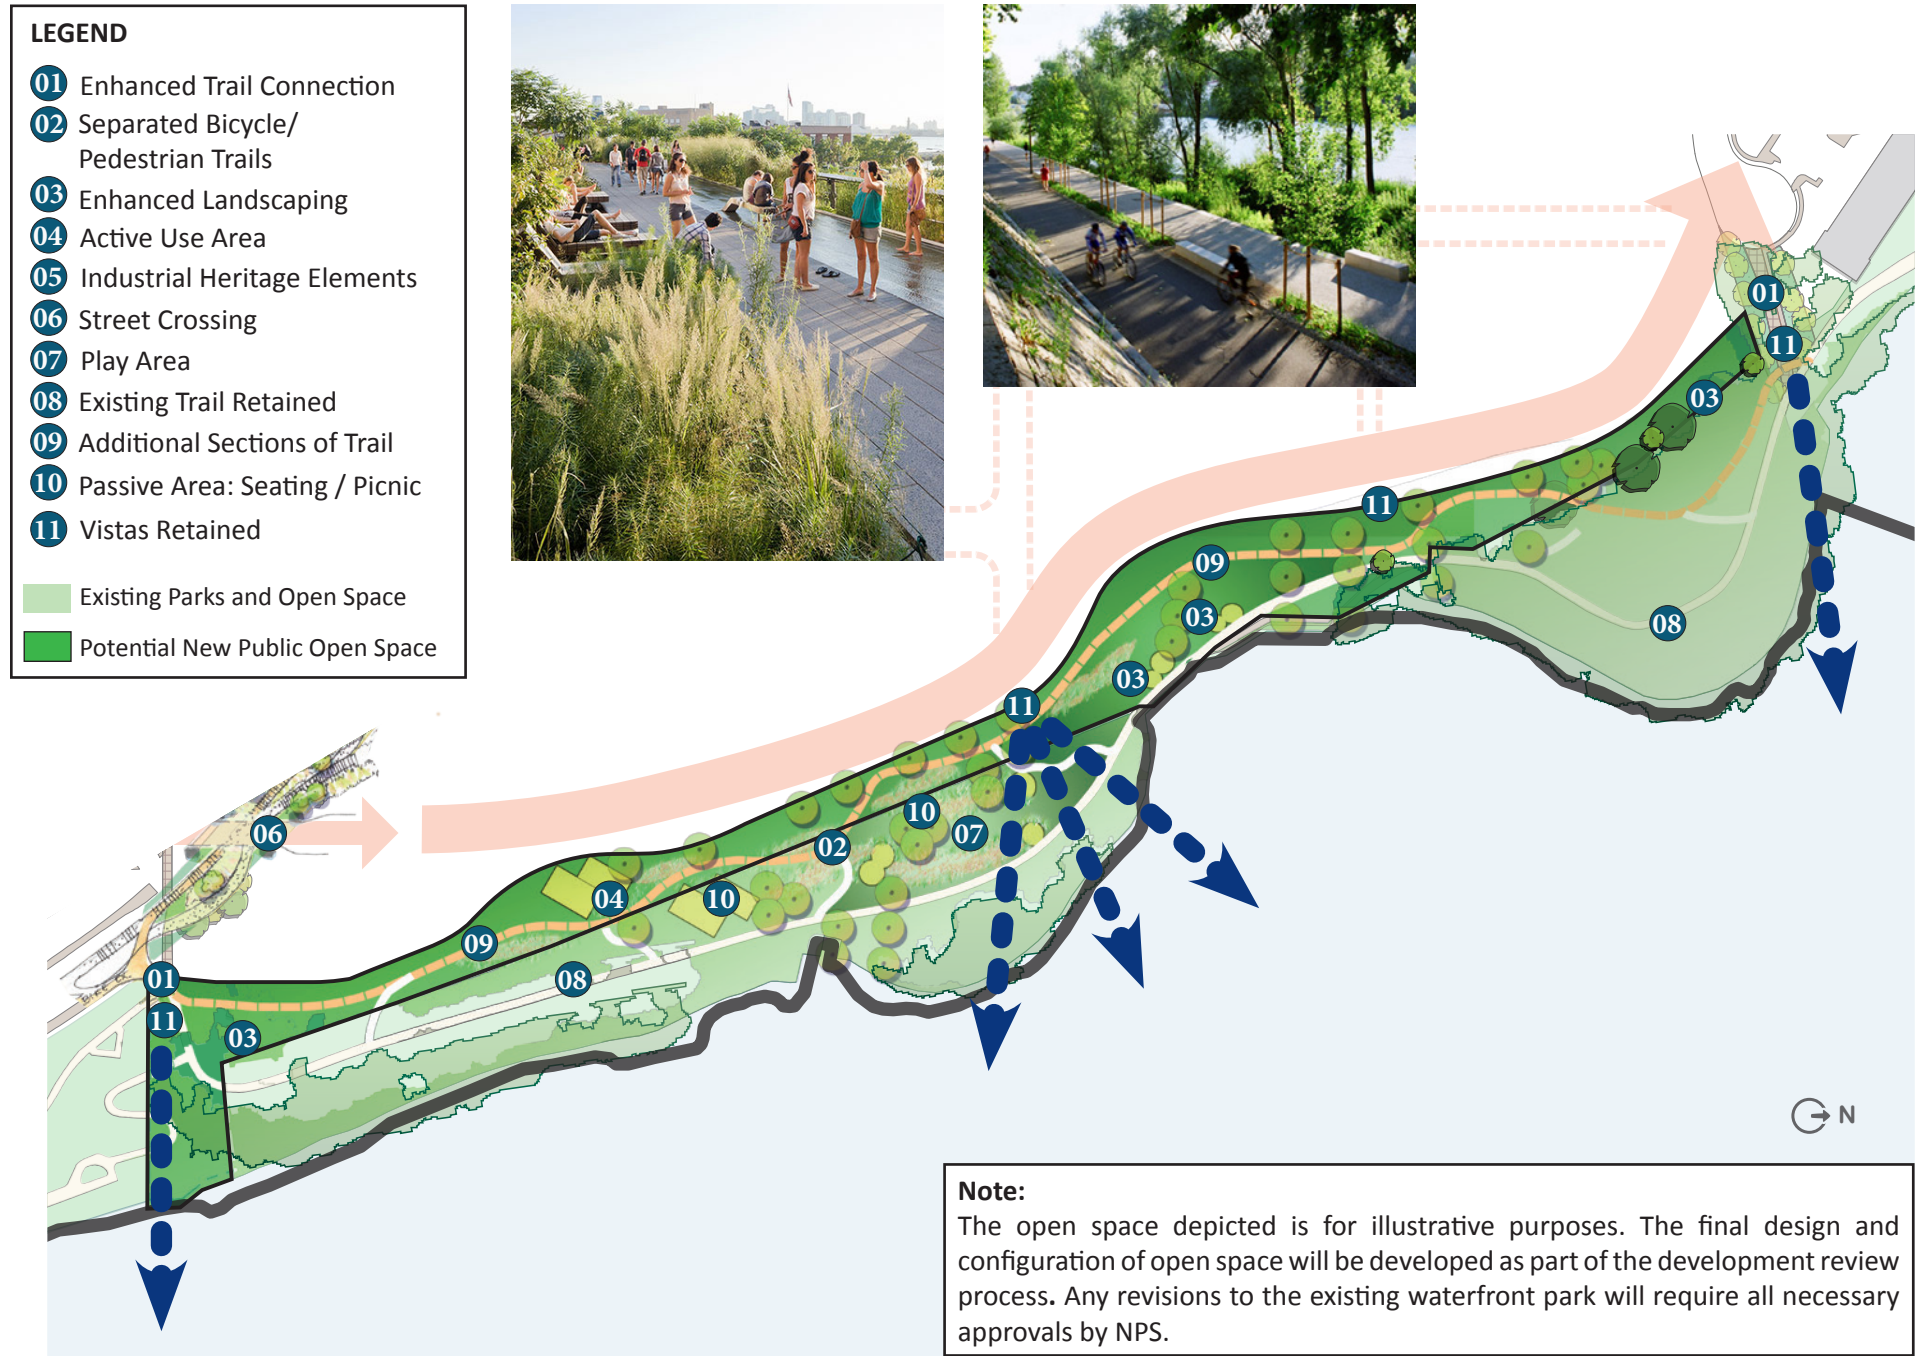 LEGEND
01 Enhanced Trail Connection
02 Separated Bicycle/
Pedestrian Trails
03 Enhanced Landscaping
04 Active Use Area
05 Industrial Heritage Elements
06 Street Crossing
07 Play Area
08 Existing Trail Retained
09 Additional Sections of Trail
10 Passive Area: Seating / Picnic
11 Vistas Retained
Existing Parks and Open Space
Potential New Public Open Space
01
11
03
11
09
03
08
03
11
10
07
02
06
04
10
09
08
01
11
03
N
Note:
The open space depicted is for illustrative purposes. The final design and
configuration of open space will be developed as part of the development review
process. Any revisions to the existing waterfront park will require all necessary
approvals by NPS.